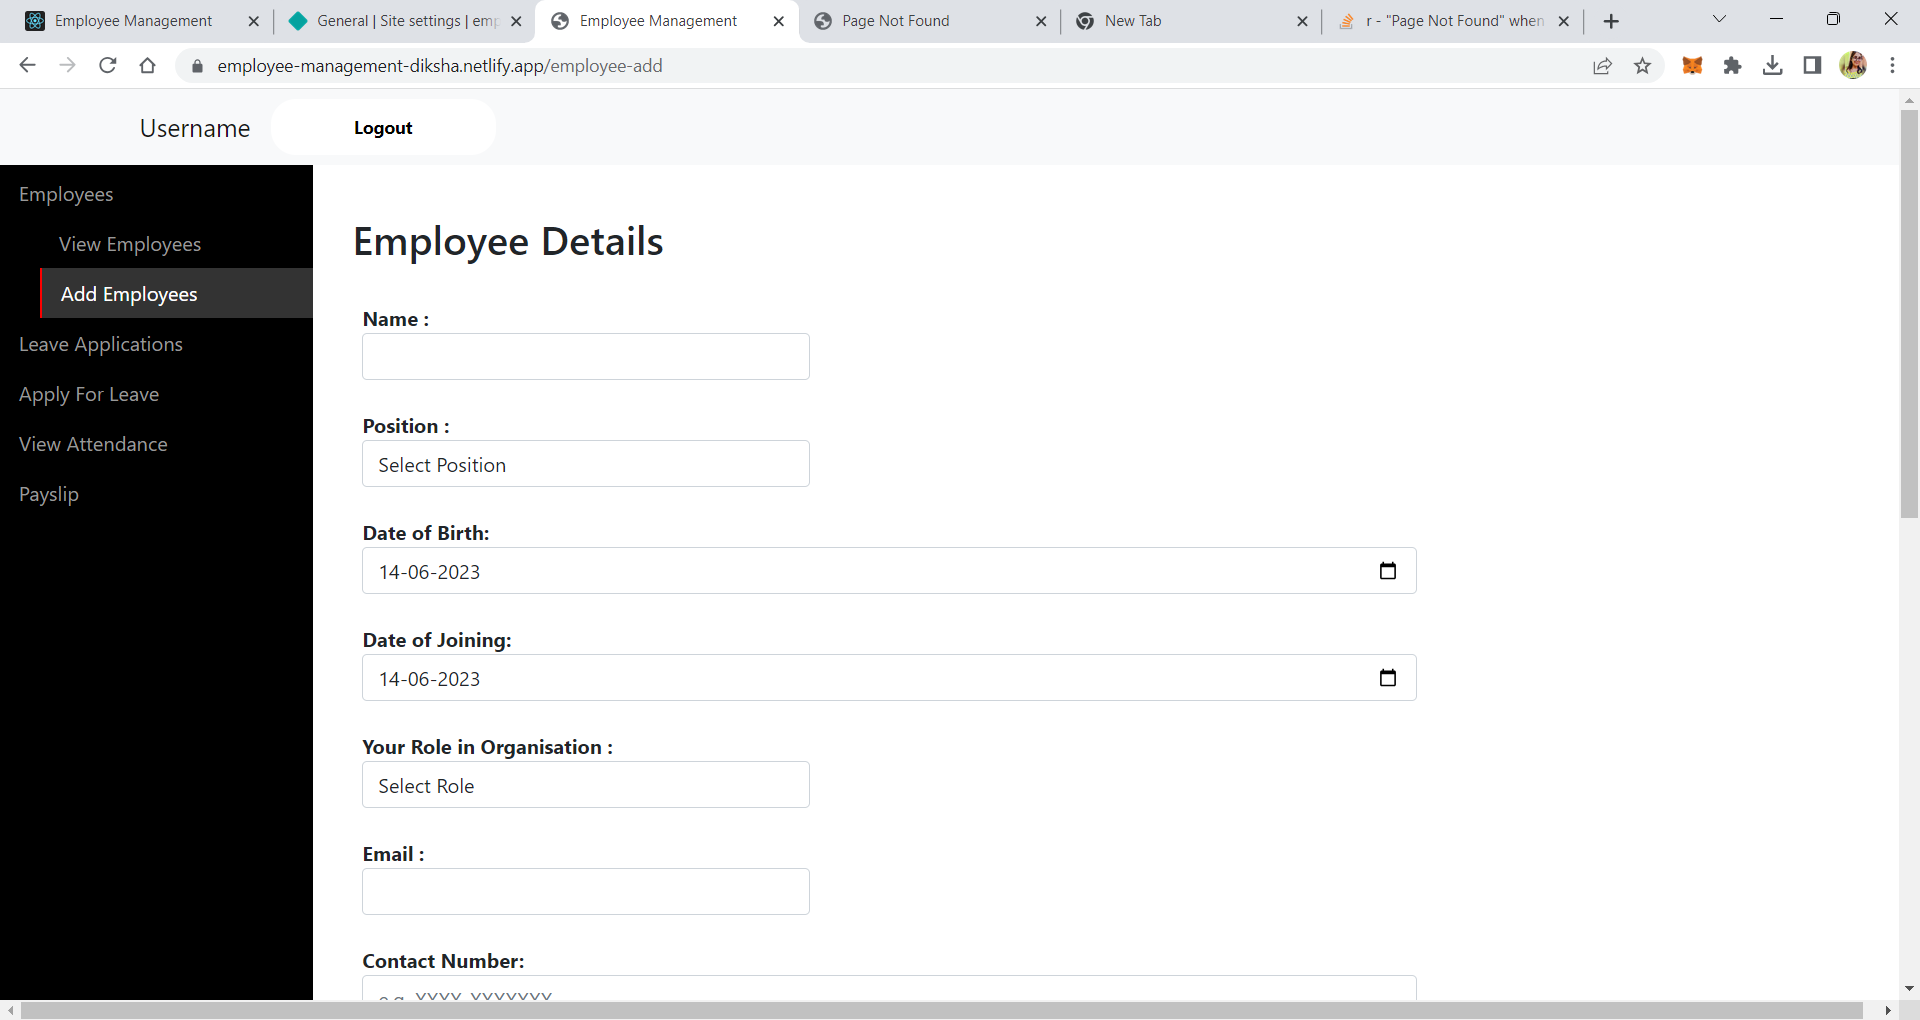 Employee Management
General | Site settings | emp
Employee Management
Page Not Found
New Tab
r - "Page Not Found" when
employee-management-diksha.netlify.app/employee-add
Username
Logout
Employees
View Employees
Add Employees
Leave Applications
Apply For Leave
View Attendance
Payslip
Employee Details
Name :
Position :
Select Position
Date of Birth:
14-06-2023
Date of Joining:
14-06-2023
Your Role in Organisation :
Select Role
Email :
Contact Number:
e.g. XXXX-XXXXXXX